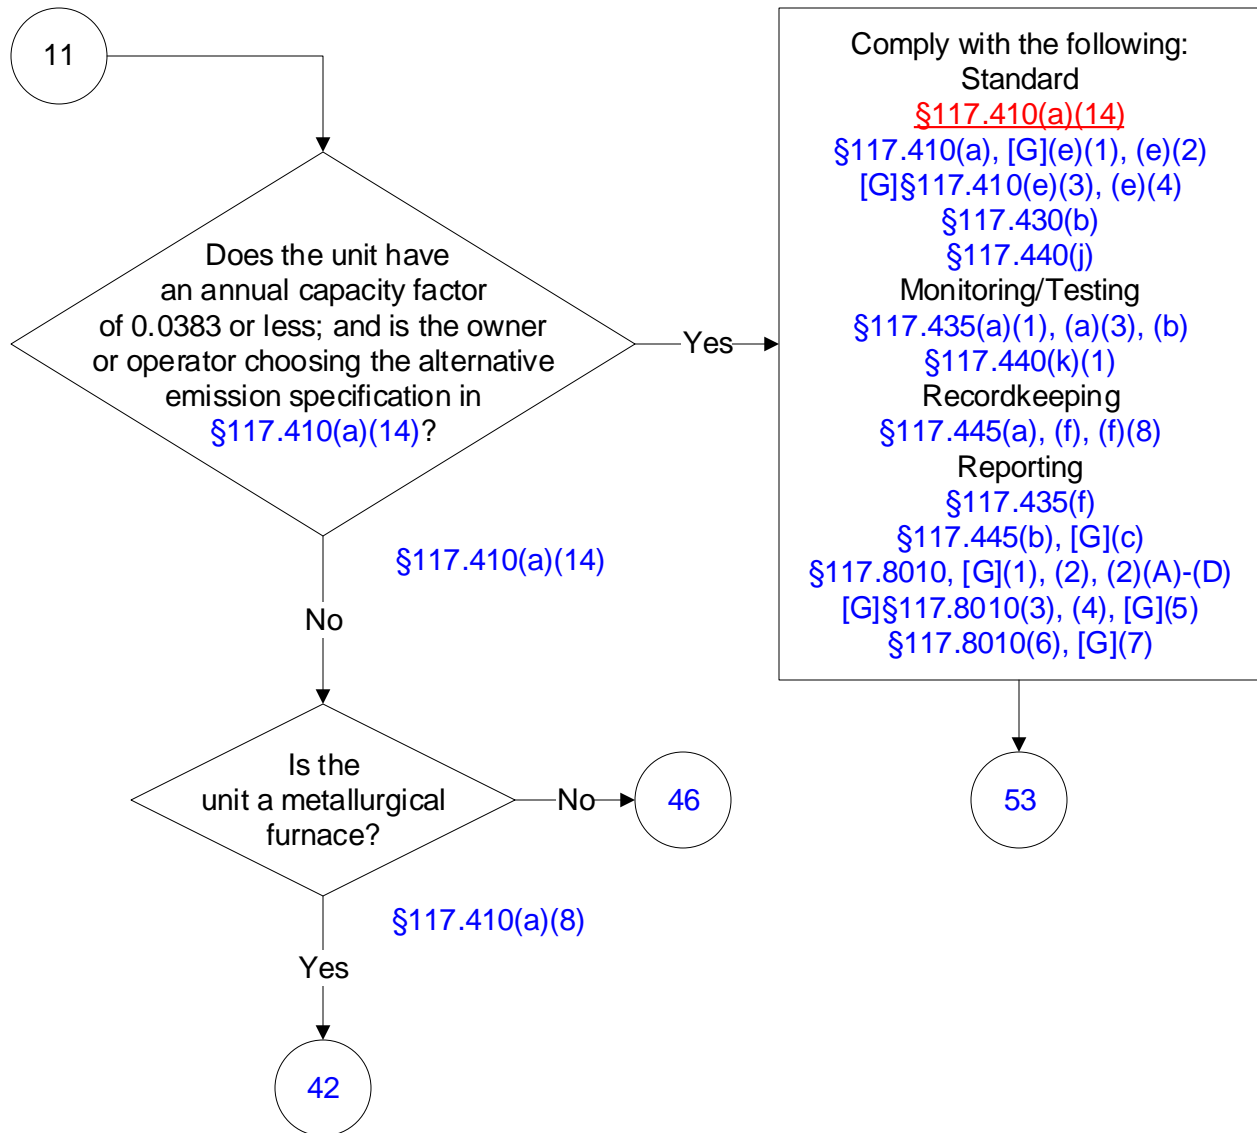 11
Does the unit have
an annual capacity factor
of 0.0383 or less; and is the owner
or operator choosing the alternative
emission specification in
§117.410(a)(14)?
Yes
§117.410(a)(14)
No
Is the
unit a metallurgical
furnace?
No
46
§117.410(a)(8)
Yes
42
Comply with the following:
Standard
§117.410(a)(14)
§117.410(a), [G](e)(1), (e)(2)
[G]§117.410(e)(3), (e)(4)
§117.430(b)
§117.440(j)
Monitoring/Testing
§117.435(a)(1), (a)(3), (b)
§117.440(k)(1)
Recordkeeping
§117.445(a), (f), (f)(8)
Reporting
§117.435(f)
§117.445(b), [G](c)
§117.8010, [G](1), (2), (2)(A)-(D)
[G]§117.8010(3), (4), [G](5)
§117.8010(6), [G](7)
53